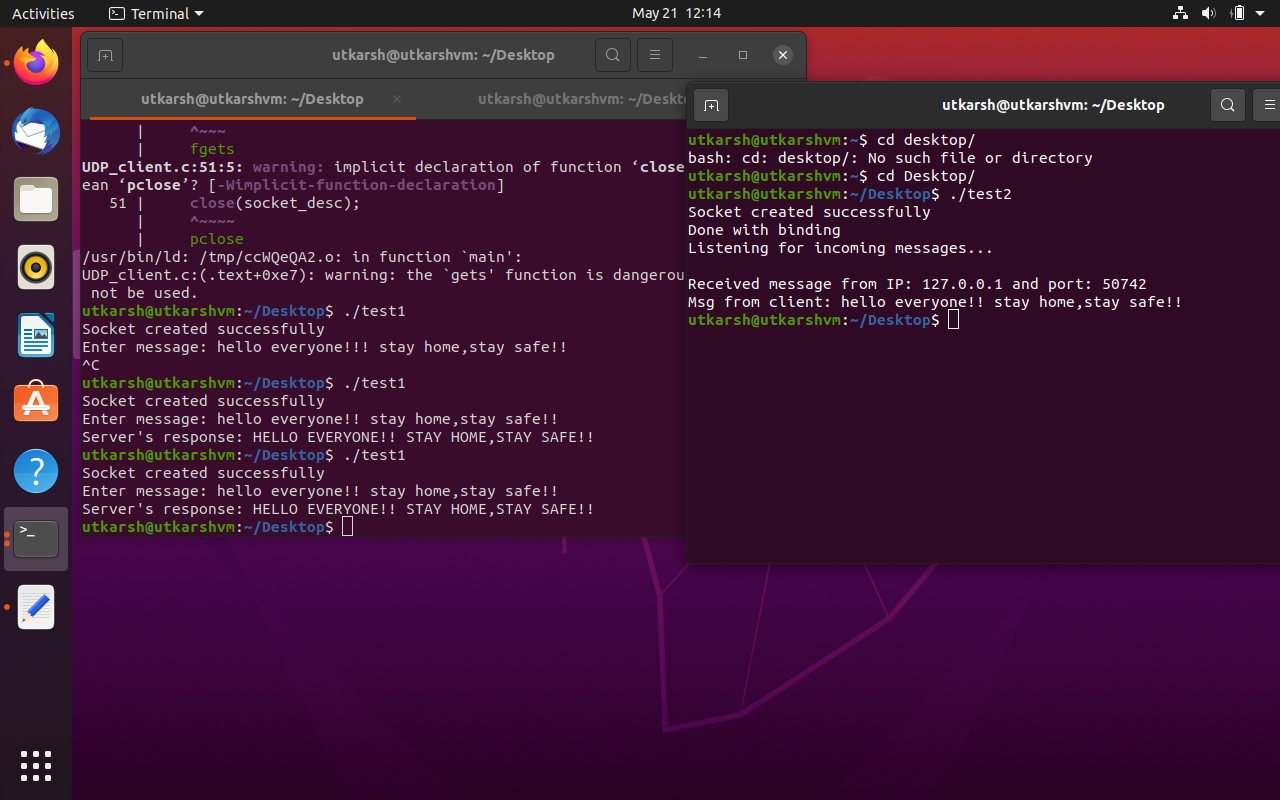 Activities
Terminal
May 21 12:14
utkarsh@utkarshvm: ~/Desktop
utkarsh@utkarshvm: ~/Desktop
utkarsh@utkarshvm: ~/Deskt
| ^~~~
| fgets
UDP_client.c:51:5: warning: implicit declaration of function ‘close
ean ‘pclose’? [-Wimplicit-function-declaration]
51 | close(socket_desc);
| ^~~~~
| pclose
/usr/bin/ld: /tmp/ccWQeQA2.o: in function `main':
UDP_client.c:(.text+0xe7): warning: the `gets' function is dangerou
not be used.
utkarsh@utkarshvm:~/Desktop$ ./test1
Socket created successfully
Enter message: hello everyone!!! stay home,stay safe!!
^C
utkarsh@utkarshvm:~/Desktop$ ./test1
Socket created successfully
Enter message: hello everyone!! stay home,stay safe!!
Server's response: HELLO EVERYONE!! STAY HOME,STAY SAFE!!
utkarsh@utkarshvm:~/Desktop$ ./test1
Socket created successfully
Enter message: hello everyone!! stay home,stay safe!!
Server's response: HELLO EVERYONE!! STAY HOME,STAY SAFE!!
utkarsh@utkarshvm:~/Desktop$
utkarsh@utkarshvm: ~/Desktop
utkarsh@utkarshvm:~$ cd desktop/
bash: cd: desktop/: No such file or directory
utkarsh@utkarshvm:~$ cd Desktop/
utkarsh@utkarshvm:~/Desktop$ ./test2
Socket created successfully
Done with binding
Listening for incoming messages...
Received message from IP: 127.0.0.1 and port: 50742
Msg from client: hello everyone!! stay home,stay safe!!
utkarsh@utkarshvm:~/Desktop$